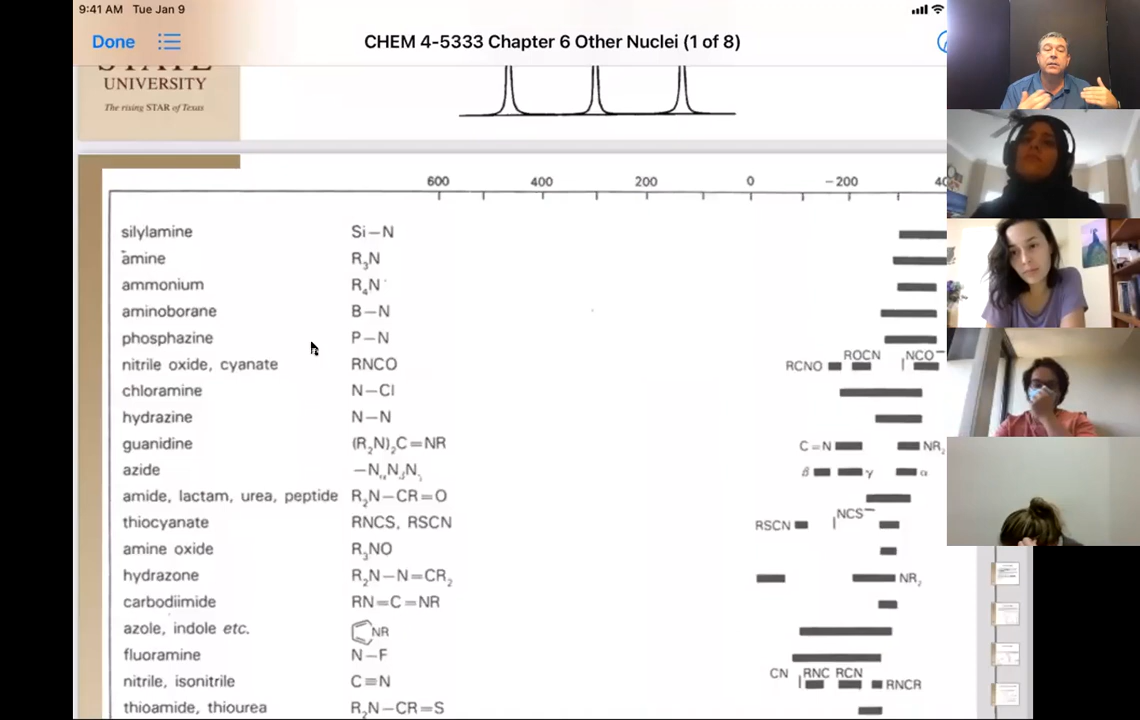 9:41 AM Tue Jan 9
Done
CHEM 4-5333 Chapter 6 Other Nuclei (1 of 8)
STATE
UNIVERSITY
The rising STAR of Texas
600 400 200 0 -200 40
silylamine Si-N
amine R₃N
ammonium R₄N
aminoborane B-N
phosphazine P-N
nitrile oxide, cyanate RNCO RCNO ROCN NCO⁻
chloramine N-Cl
hydrazine N-N
guanidine (R₂N)₂C=NR C=N NR₂
azide β γ α
amide, lactam, urea, peptide R₂N-CR=O
thiocyanate RNCS, RSCN RSCN NCS⁻
amine oxide R₃NO
hydrazone R₂N-N=CR₂ NR₂
carbodiimide RN=C=NR
azole, indole etc. NR
fluoramine N-F
nitrile, isonitrile C≡N CN RNC RCN RNCR
thioamide, thiourea R₂N-CR=S